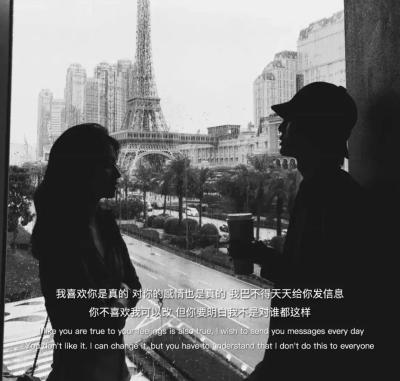 我喜欢你是真的 对你的感情也是真的 我巴不得天天给你发信息
你不喜欢我可以改 但你要明白我不是对谁都这样
I like you are true to your feelings is also true, I wish to send you messages every day
You don't like it. I can change it. but you have to understand that I don't do this to everyone